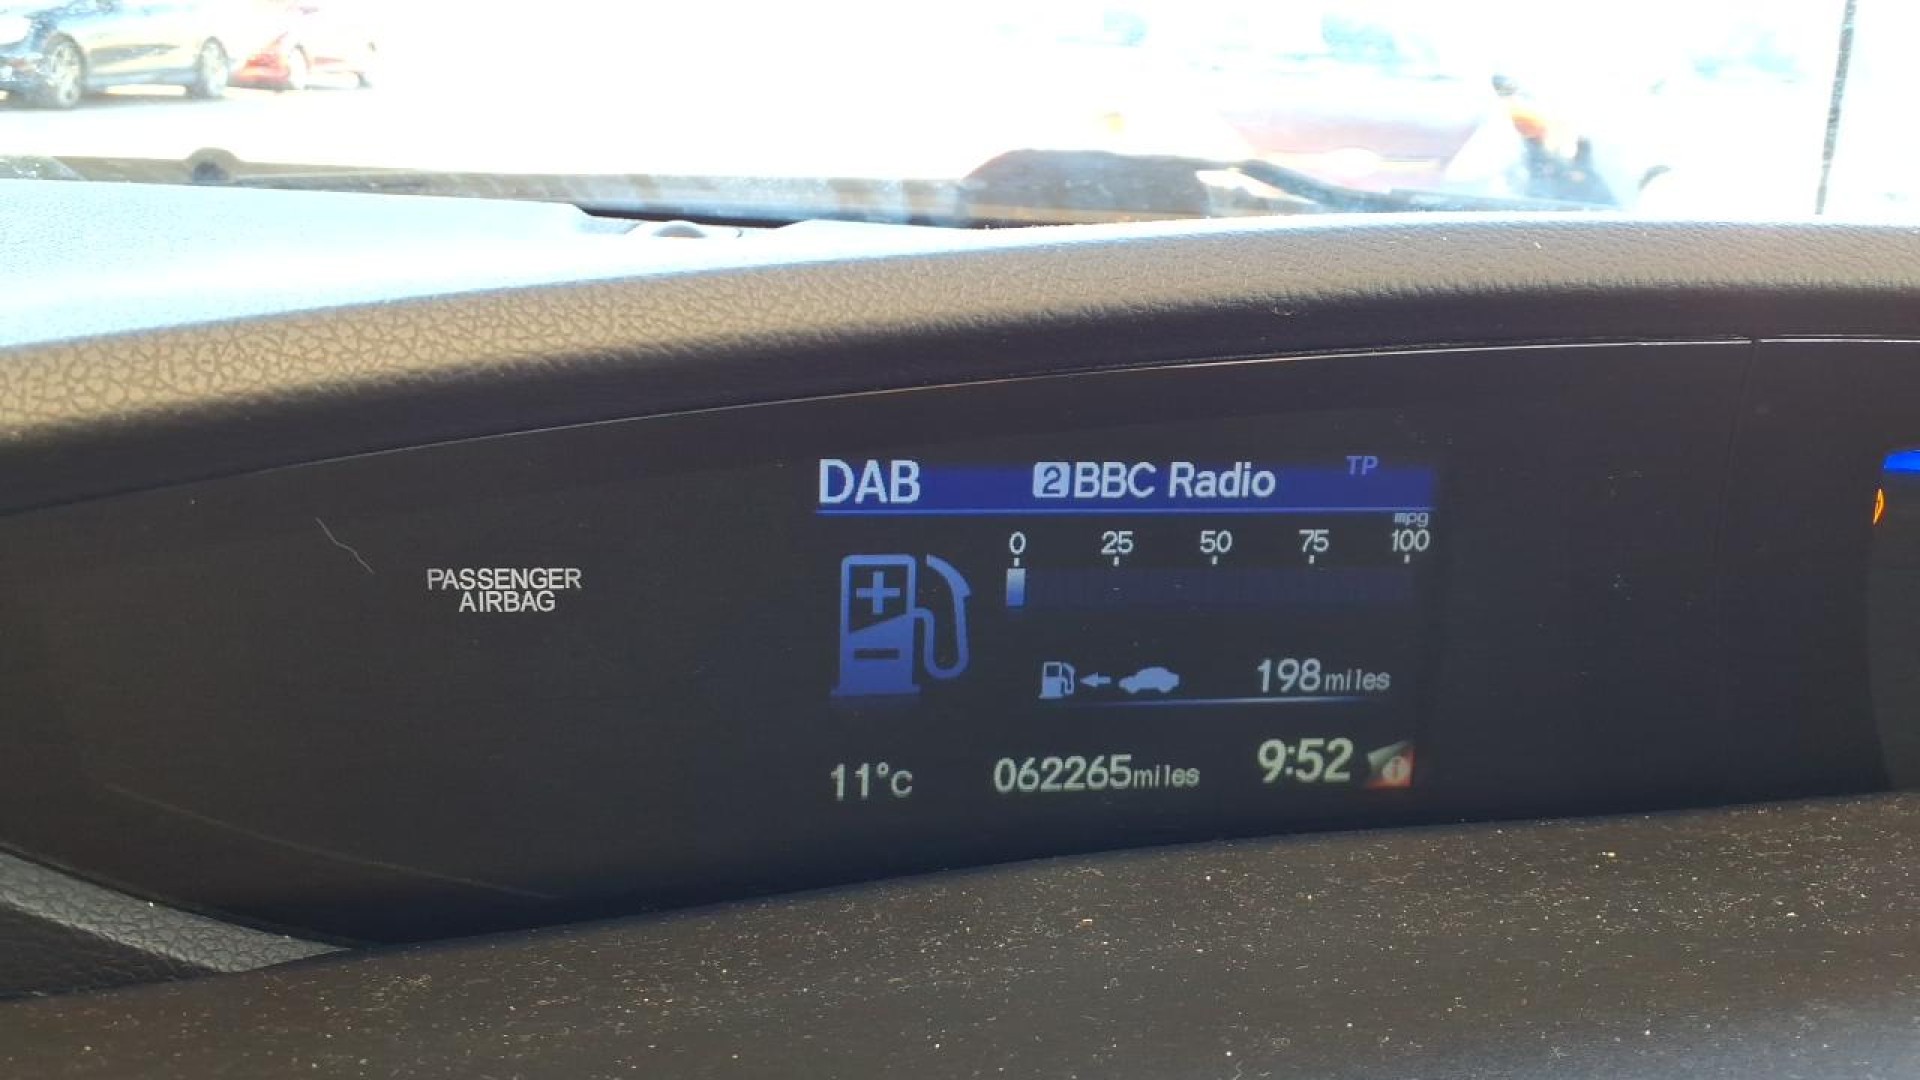 DAB 2 BBC Radio TP
mpg
0 25 50 75 100
PASSENGER
AIRBAG
198miles
11°C 062265miles 9:52 i